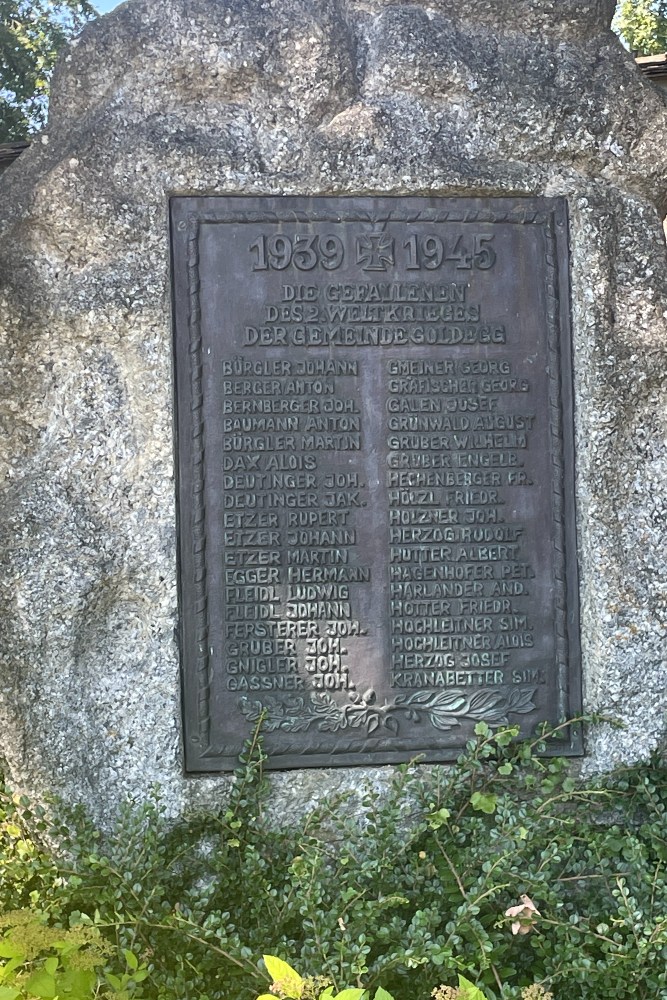 1939 1945
DIE GEFALLENEN
DES 2. WELTKRIEGES
DER GEMEINDE GOLDEGG
BÜRGLER JOHANN
BERGER ANTON
BERNBERGER JOH.
BAUMANN ANTON
BÜRGLER MARTIN
DAX ALOIS
DEUTINGER JOH.
DEUTINGER JAK.
ETZER RUPERT
ETZER JOHANN
ETZER MARTIN
EGGER HERMANN
FLEIDL LUDWIG
FLEIDL JOHANN
FERSTERER JOH.
GRUBER JOH.
GNIGLER JOH.
GASSNER JOH.
GMEINER GEORG
GRAFISCHER GEORG
GALEN JUSEF
GRÜNWALD AUGUST
GRUBER WILHELM
GRUBER ENGELB.
HECHENBERGER FR.
HÖLZL FRIEDR.
HOLZNER JOH.
HERZOG RUDOLF
HUTTER ALBERT
HAGENHOFER PET.
HARLANDER AND.
HOTTER FRIEDR.
HOCHLEITNER SIM.
HOCHLEITNER ALOIS
HERZOG JOSEF
KRANABETTER SIM.